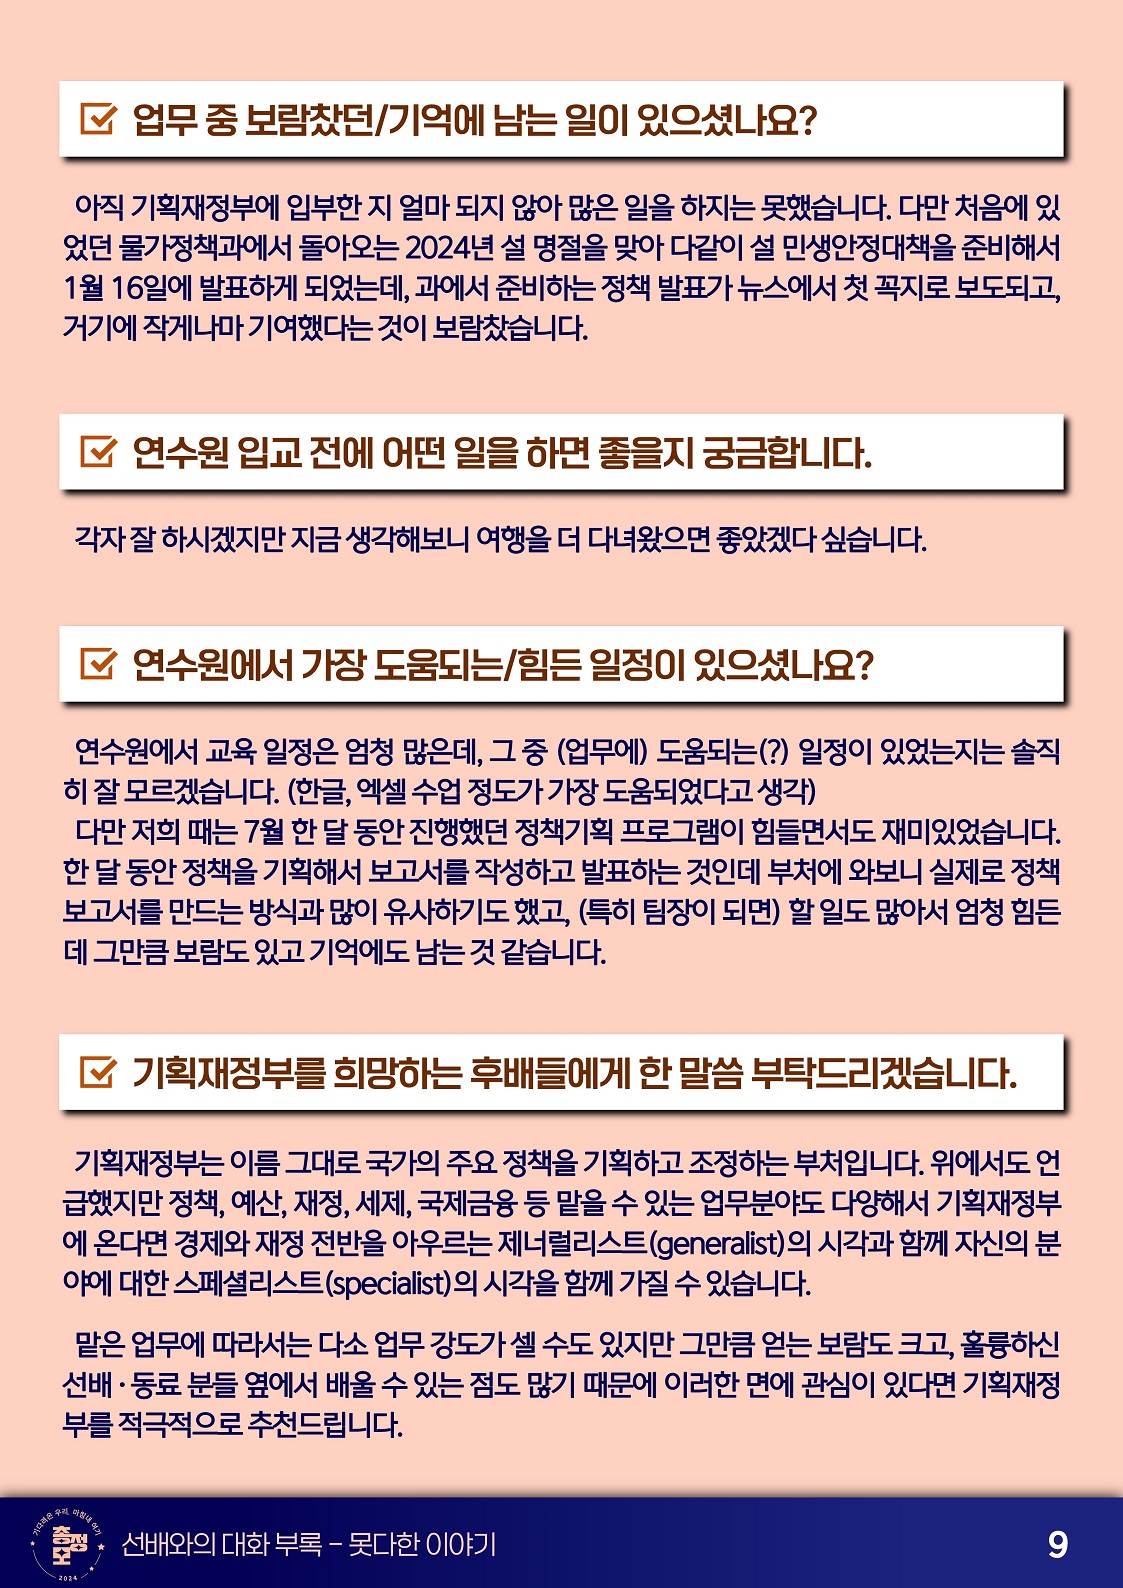 업무 중 보람찼던/기억에 남는 일이 있으셨나요?
아직 기획재정부에 입부한 지 얼마 되지 않아 많은 일을 하지는 못했습니다. 다만 처음에 있
었던 물가정책과에서 돌아오는 2024년 설 명절을 맞아 다같이 설 민생안정대책을 준비해서
1월 16일에 발표하게 되었는데, 과에서 준비하는 정책 발표가 뉴스에서 첫 꼭지로 보도되고,
거기에 작게나마 기여했다는 것이 보람찼습니다.
연수원 입교 전에 어떤 일을 하면 좋을지 궁금합니다.
각자 잘 하시겠지만 지금 생각해보니 여행을 더 다녀왔으면 좋았겠다 싶습니다.
연수원에서 가장 도움되는/힘든 일정이 있으셨나요?
연수원에서 교육 일정은 엄청 많은데, 그 중 (업무에) 도움되는(?) 일정이 있었는지는 솔직
히 잘 모르겠습니다. (한글, 엑셀 수업 정도가 가장 도움되었다고 생각)
다만 저희 때는 7월 한 달 동안 진행했던 정책기획 프로그램이 힘들면서도 재미있었습니다.
한 달 동안 정책을 기획해서 보고서를 작성하고 발표하는 것인데 부처에 와보니 실제로 정책
보고서를 만드는 방식과 많이 유사하기도 했고, (특히 팀장이 되면) 할 일도 많아서 엄청 힘든
데 그만큼 보람도 있고 기억에도 남는 것 같습니다.
기획재정부를 희망하는 후배들에게 한 말씀 부탁드리겠습니다.
기획재정부는 이름 그대로 국가의 주요 정책을 기획하고 조정하는 부처입니다. 위에서도 언
급했지만 정책, 예산, 재정, 세제, 국제금융 등 맡을 수 있는 업무분야도 다양해서 기획재정부
에 온다면 경제와 재정 전반을 아우르는 제너럴리스트(generalist)의 시각과 함께 자신의 분
야에 대한 스페셜리스트(specialist)의 시각을 함께 가질 수 있습니다.
맡은 업무에 따라서는 다소 업무 강도가 셀 수도 있지만 그만큼 얻는 보람도 크고, 훌륭하신
선배·동료 분들 옆에서 배울 수 있는 점도 많기 때문에 이러한 면에 관심이 있다면 기획재정
부를 적극적으로 추천드립니다.
기다려온 우리, 마침내 여기
총정
모
2024
선배와의 대화 부록 – 못다한 이야기
9